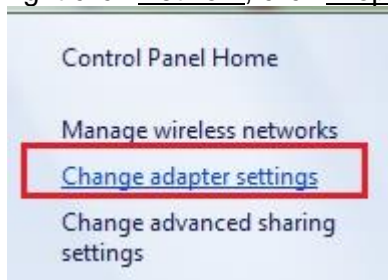 Control Panel Home
Manage wireless networks
Change adapter settings
Change advanced sharing
settings